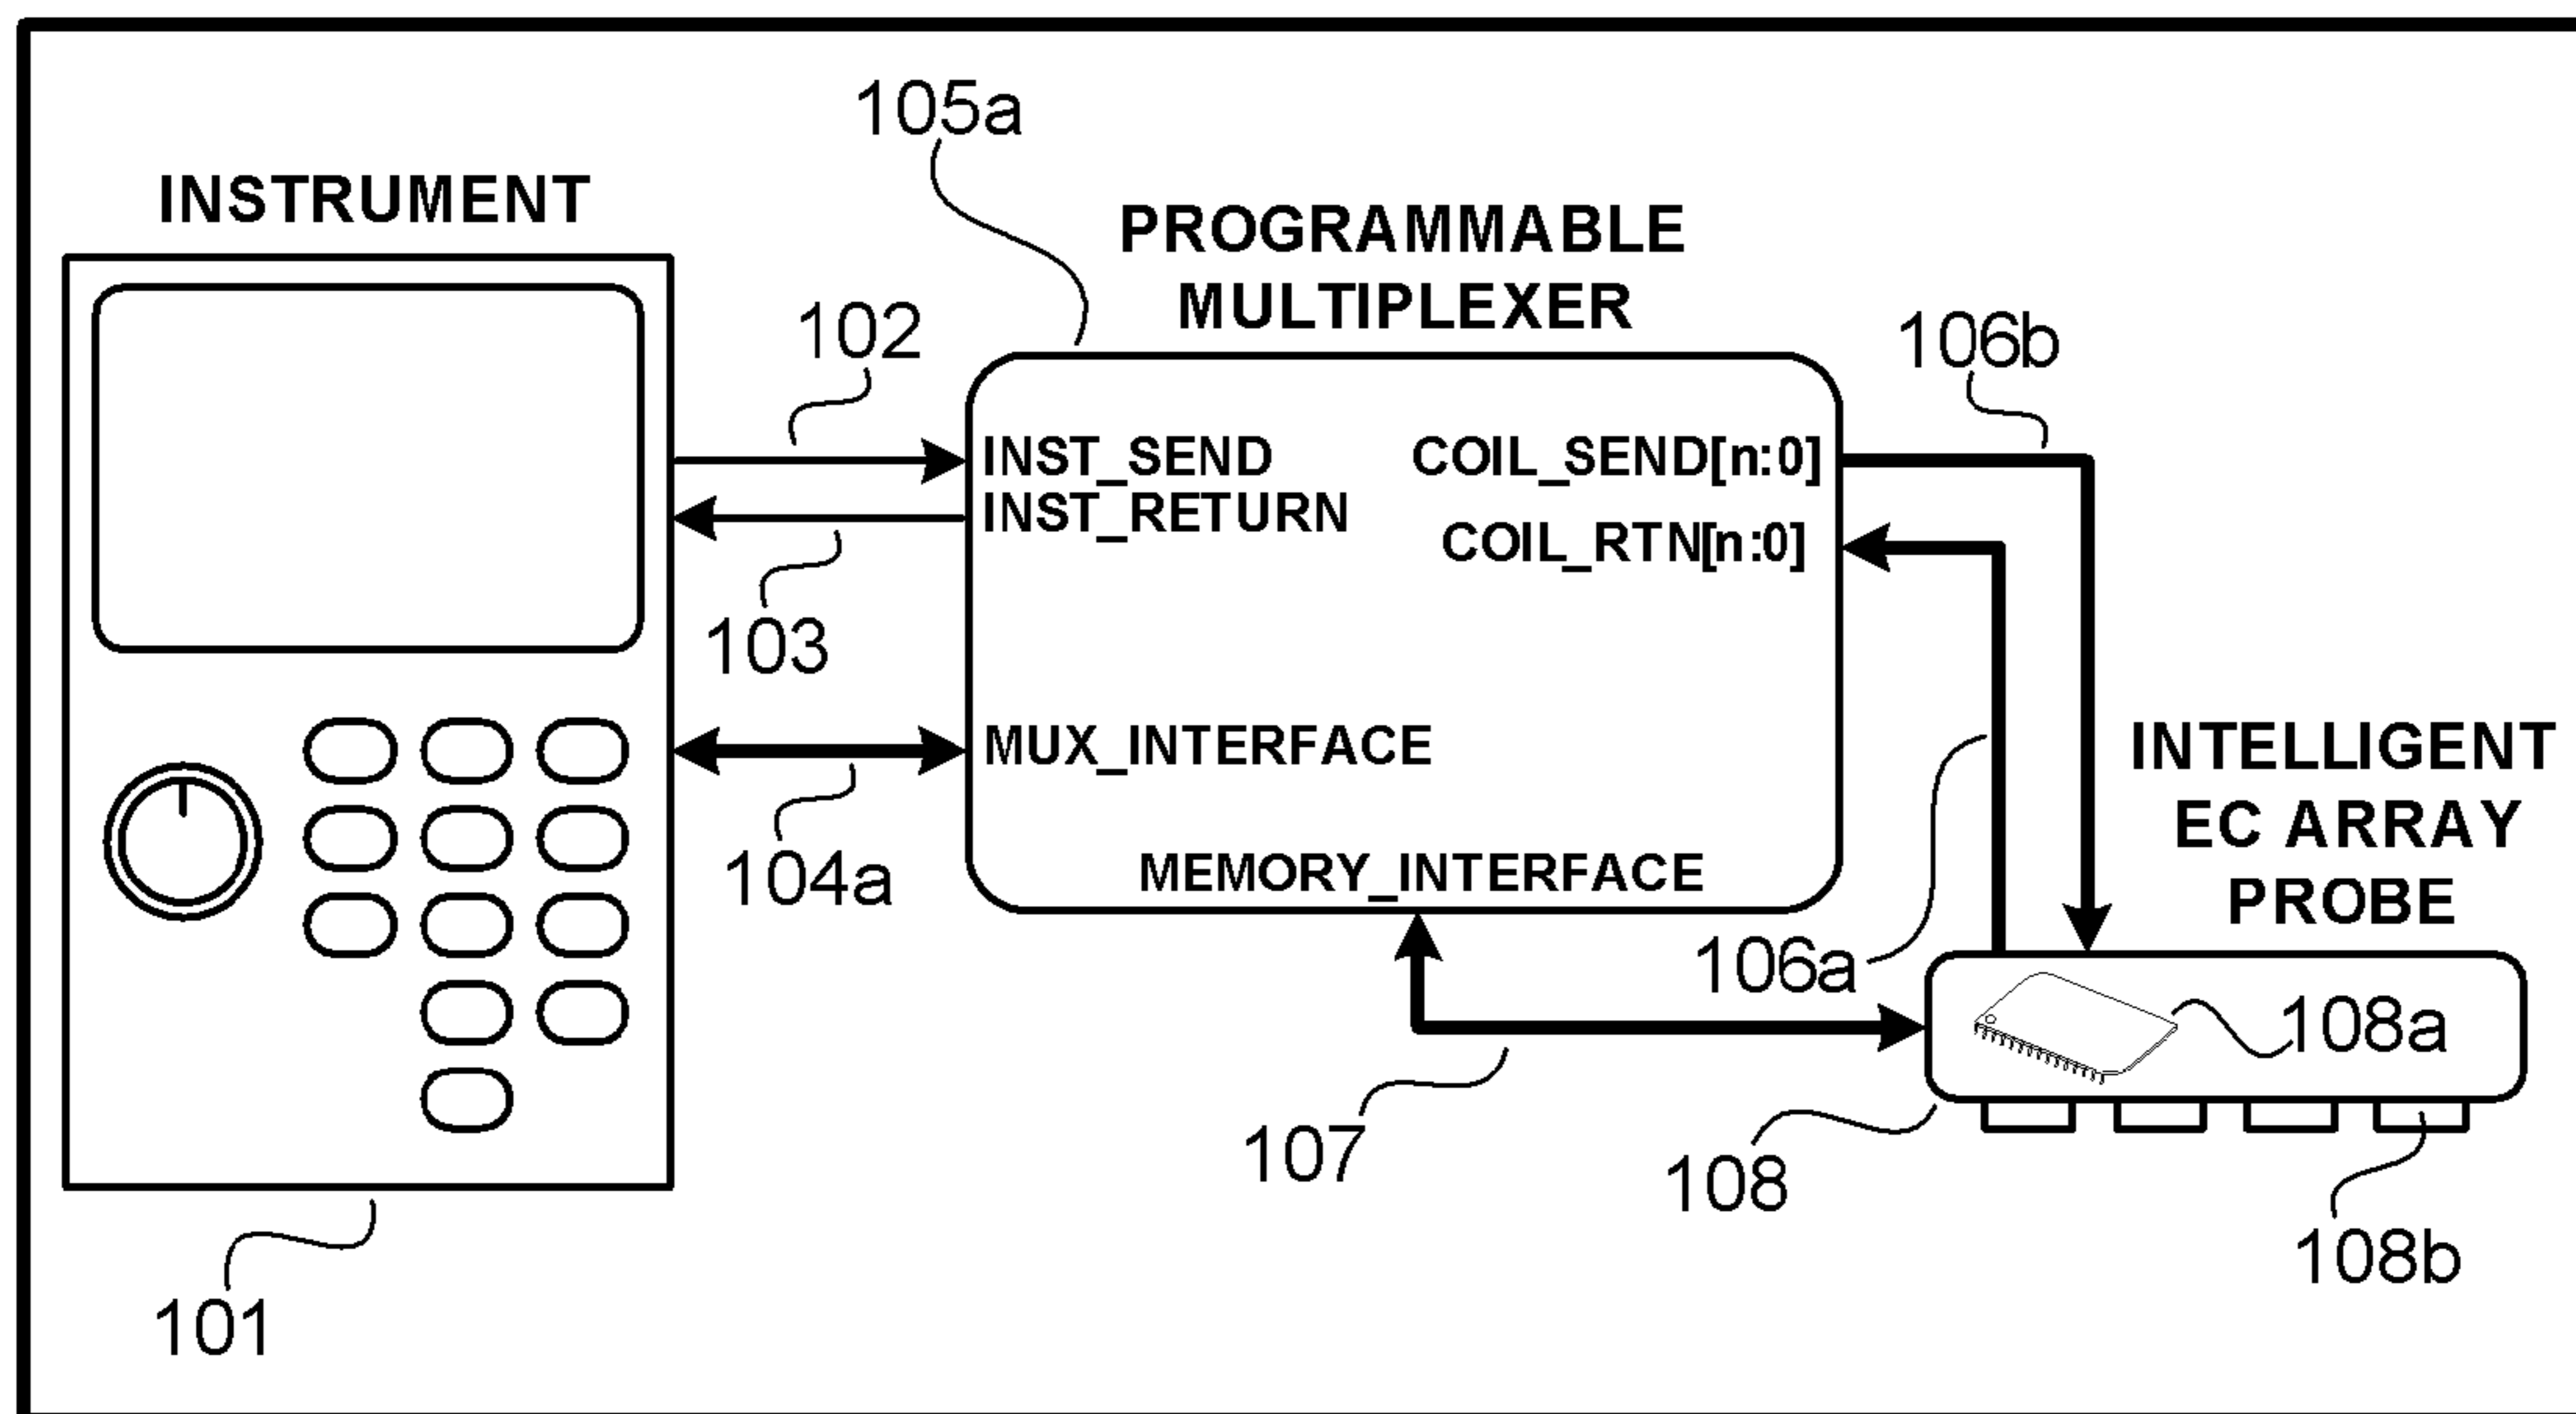 105a
INSTRUMENT
PROGRAMMABLE
MULTIPLEXER
102
106b
INST_SEND
COIL_SEND[n:0]
INST_RETURN
COIL_RTN[n:0]
103
MUX_INTERFACE
104a
MEMORY_INTERFACE
INTELLIGENT
EC ARRAY
PROBE
106a
108a
107
108
108b
101